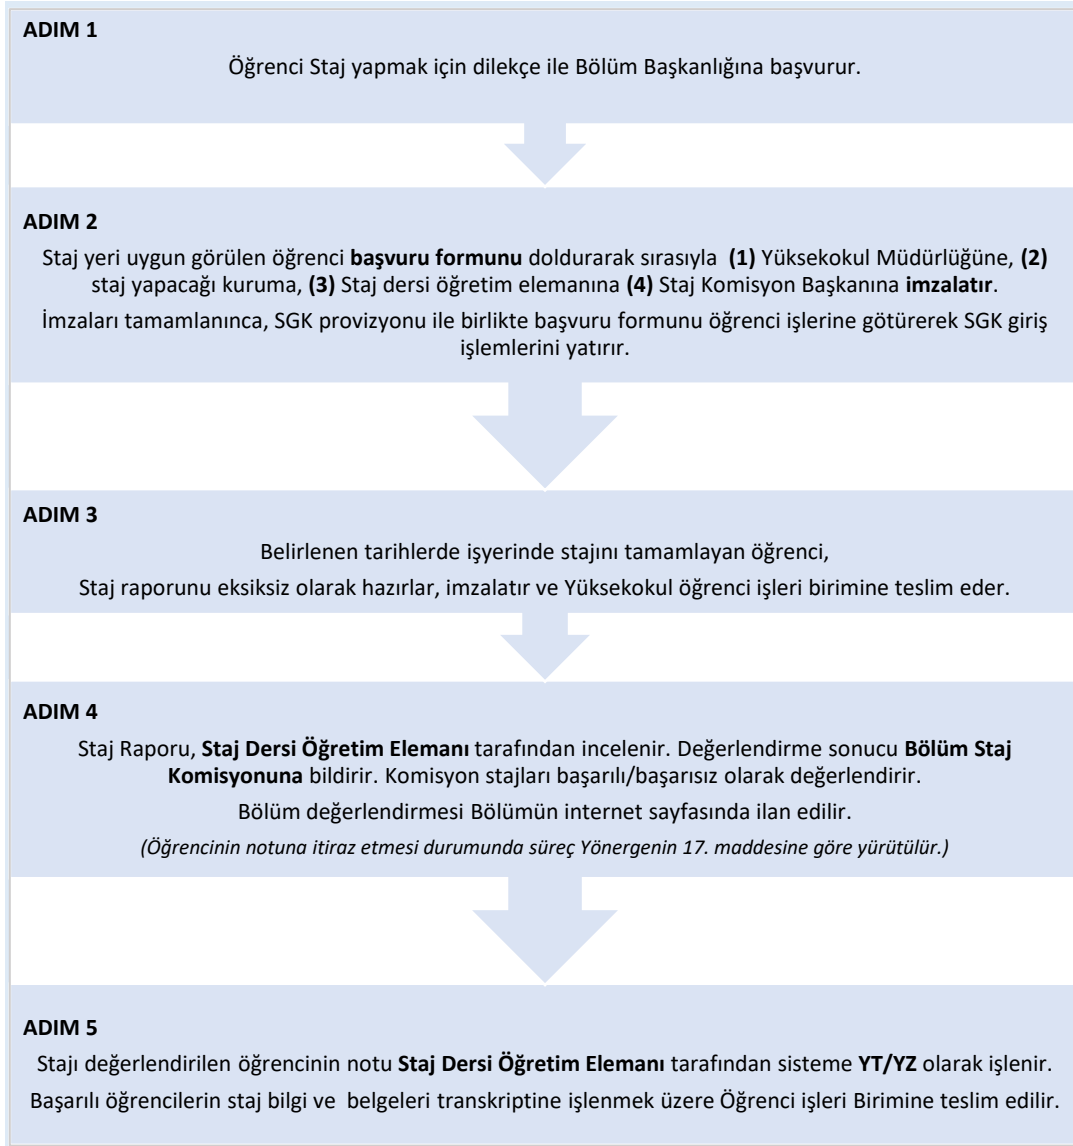 ADIM 1
Öğrenci Staj yapmak için dilekçe ile Bölüm Başkanlığına başvurur.
ADIM 2
Staj yeri uygun görülen öğrenci başvuru formunu doldurarak sırasıyla (1) Yüksekokul Müdürlüğüne, (2)
staj yapacağı kuruma, (3) Staj dersi öğretim elemanına (4) Staj Komisyon Başkanına imzalatır.
İmzaları tamamlanınca, SGK provizyonu ile birlikte başvuru formunu öğrenci işlerine götürerek SGK giriş
işlemlerini yatırır.
ADIM 3
Belirlenen tarihlerde işyerinde stajını tamamlayan öğrenci,
Staj raporunu eksiksiz olarak hazırlar, imzalatır ve Yüksekokul öğrenci işleri birimine teslim eder.
ADIM 4
Staj Raporu, Staj Dersi Öğretim Elemanı tarafından incelenir. Değerlendirme sonucu Bölüm Staj
Komisyonuna bildirir. Komisyon stajları başarılı/başarısız olarak değerlendirir.
Bölüm değerlendirmesi Bölümün internet sayfasında ilan edilir.
(Öğrencinin notuna itiraz etmesi durumunda süreç Yönergenin 17. maddesine göre yürütülür.)
ADIM 5
Stajı değerlendirilen öğrencinin notu Staj Dersi Öğretim Elemanı tarafından sisteme YT/YZ olarak işlenir.
Başarılı öğrencilerin staj bilgi ve belgeleri transkriptine işlenmek üzere Öğrenci işleri Birimine teslim edilir.